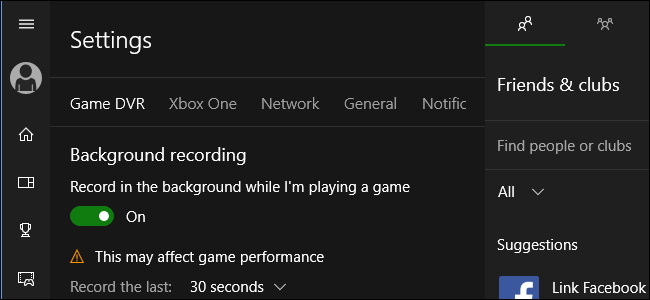 Settings
Game DVR Xbox One Network General Notific
Background recording
Record in the background while I'm playing a game
On
This may affect game performance
Record the last: 30 seconds
Friends & clubs
Find people or clubs
All
Suggestions
Link Facebook